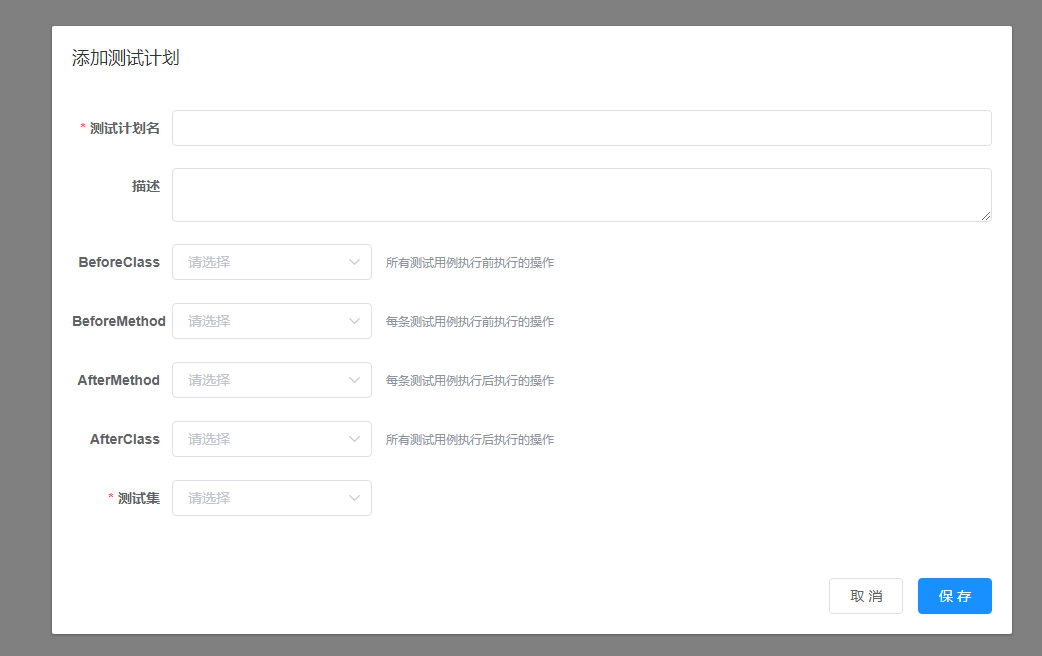 添加测试计划
* 测试计划名
描述
BeforeClass 请选择 所有测试用例执行前执行的操作
BeforeMethod 请选择 每条测试用例执行前执行的操作
AfterMethod 请选择 每条测试用例执行后执行的操作
AfterClass 请选择 所有测试用例执行后执行的操作
* 测试集 请选择
取 消 保 存